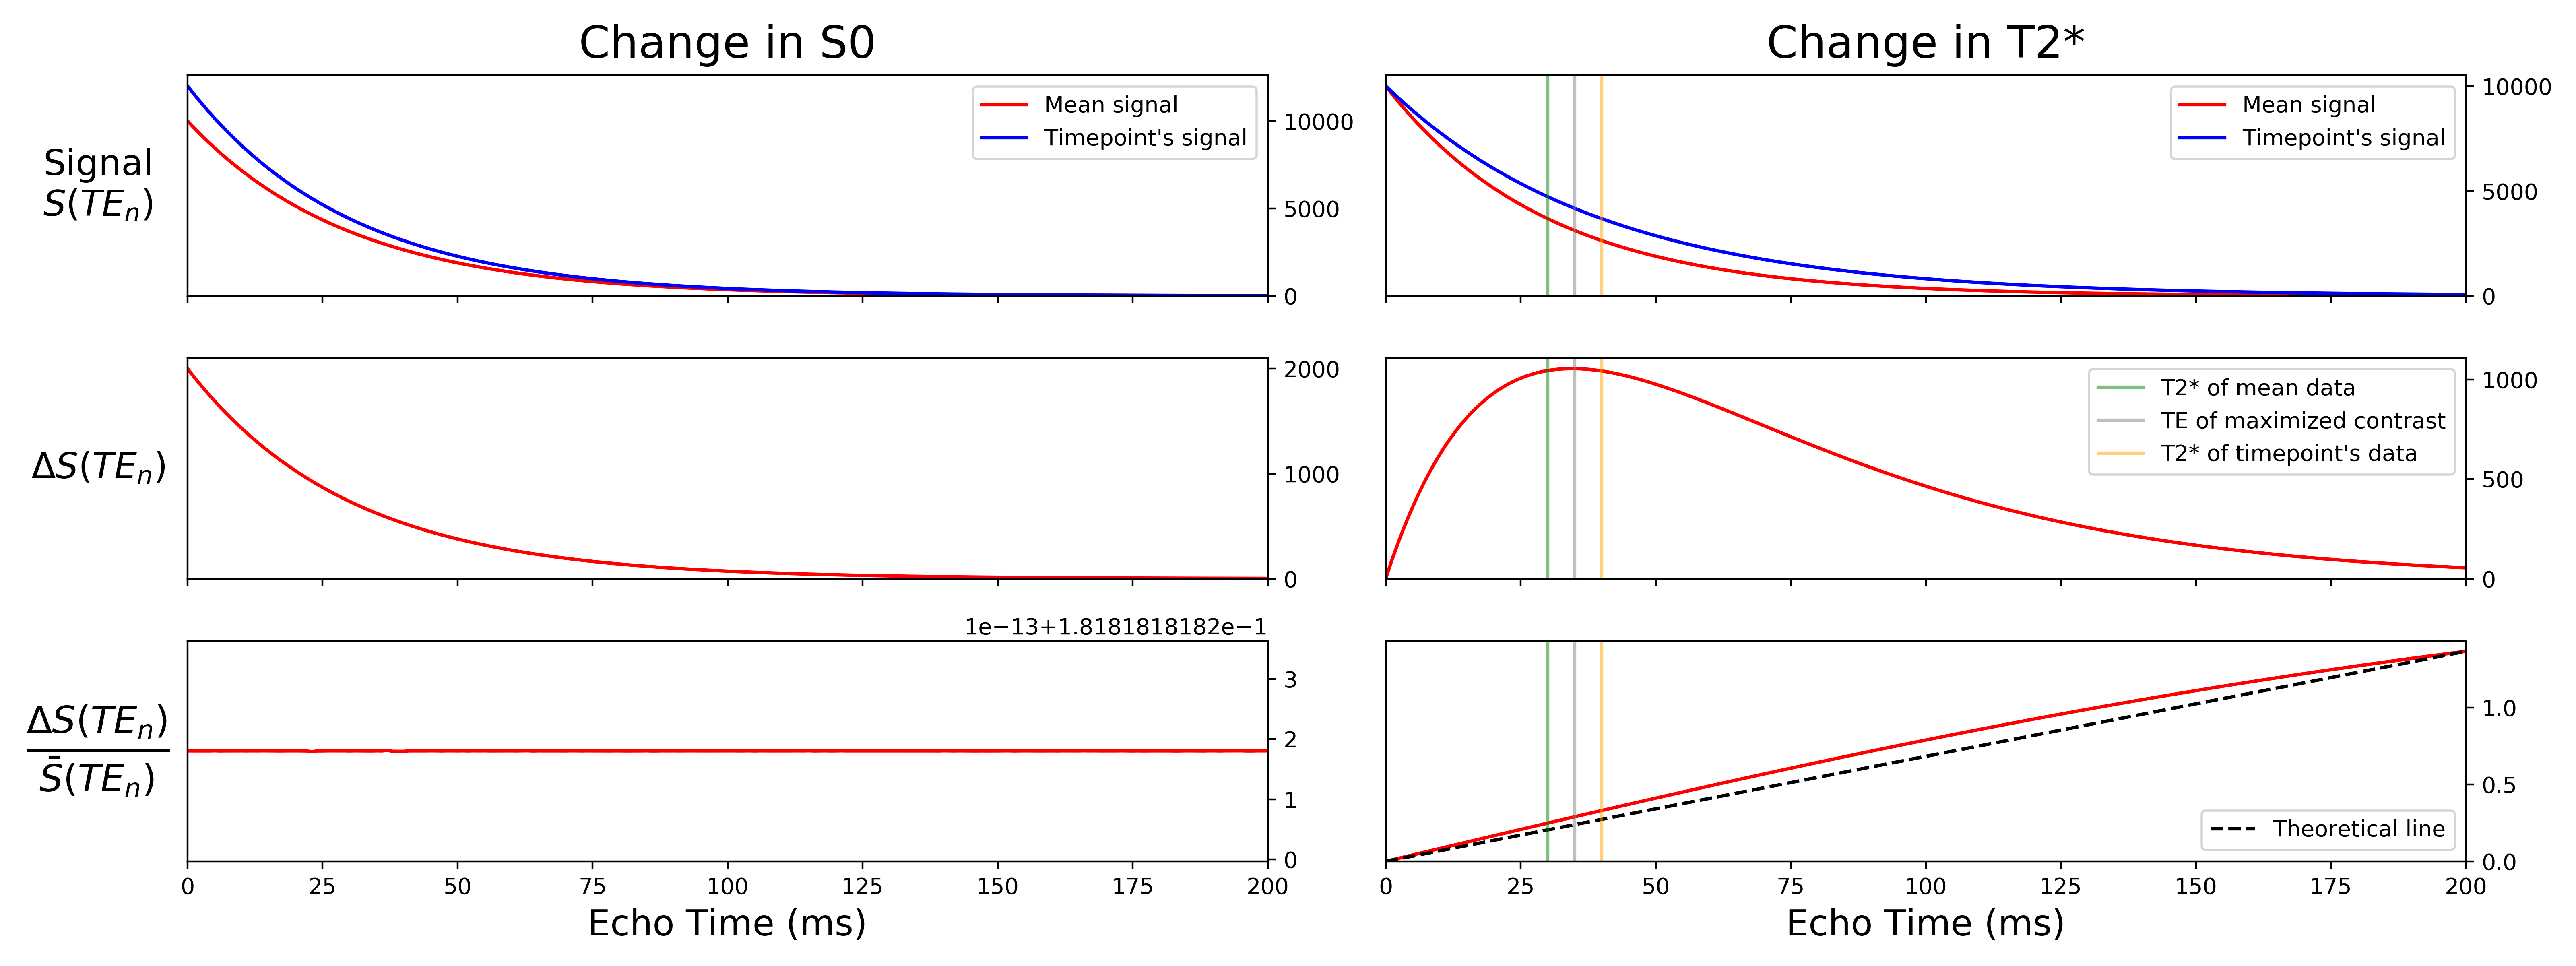 Change in S0
Change in T2*
Signal
S(TEₙ)
Mean signal
Timepoint's signal
10000
5000
0
Mean signal
Timepoint's signal
10000
5000
0
ΔS(TEₙ)
2000
1000
0
T2* of mean data
TE of maximized contrast
T2* of timepoint's data
1000
500
0
ΔS(TEₙ)
S̄(TEₙ)
1e−13+1.8181818182e−1
3
2
1
0
0 25 50 75 100 125 150 175 200
Echo Time (ms)
1.0
0.5
0.0
Theoretical line
0 25 50 75 100 125 150 175 200
Echo Time (ms)